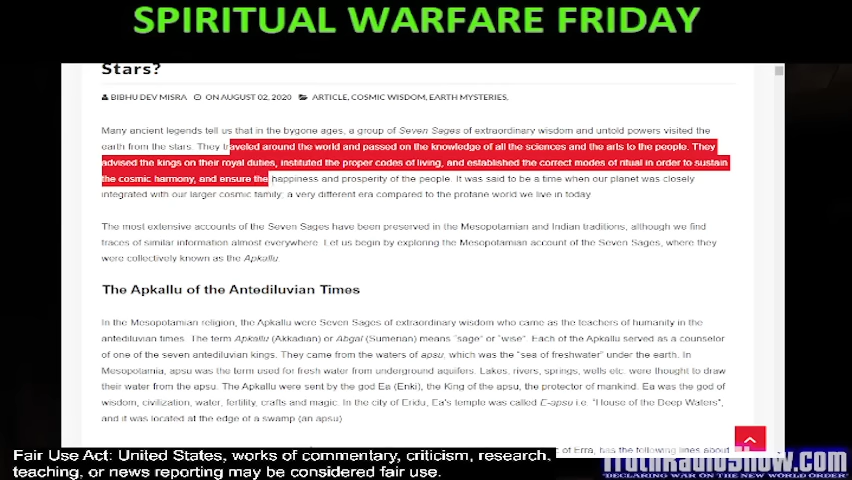 SPIRITUAL WARFARE FRIDAY
Stars?
BIBHU DEV MISRA ON AUGUST 02, 2020 ARTICLE, COSMIC WISDOM, EARTH MYSTERIES,
Many ancient legends tell us that in the bygone ages, a group of Seven Sages of extraordinary wisdom and untold powers visited the
earth from the stars. They traveled around the world and passed on the knowledge of all the sciences and the arts to the people. They
advised the kings on their royal duties, instituted the proper codes of living, and established the correct modes of ritual in order to sustain
the cosmic harmony, and ensure the happiness and prosperity of the people. It was said to be a time when our planet was closely
integrated with our larger cosmic family; a very different era compared to the profane world we live in today.
The most extensive accounts of the Seven Sages have been preserved in the Mesopotamian and Indian traditions, although we find
traces of similar information almost everywhere. Let us begin by exploring the Mesopotamian account of the Seven Sages, where they
were collectively known as the Apkallu.
The Apkallu of the Antediluvian Times
In the Mesopotamian religion, the Apkallu were Seven Sages of extraordinary wisdom who came as the teachers of humanity in the
antediluvian times. The term Apkallu (Akkadian) or Abgal (Sumerian) means "sage" or "wise". Each of the Apkallu served as a counselor
of one of the seven antediluvian kings. They came from the waters of apsu, which was the "sea of freshwater" under the earth. In
Mesopotamia, apsu was the term used for fresh water from underground aquifers. Lakes, rivers, springs, wells etc. were thought to draw
their water from the apsu. The Apkallu were sent by the god Ea (Enki), the King of the apsu, the protector of mankind. Ea was the god of
wisdom, civilization, water, fertility, crafts and magic. In the city of Eridu, Ea's temple was called E-apsu i.e. "House of the Deep Waters",
and it was located at the edge of a swamp (an apsu).
of Erra, has the following lines about
Fair Use Act: United States, works of commentary, criticism, research,
teaching, or news reporting may be considered fair use.
TruthRadioShow.com
DECLARING WAR ON THE NEW WORLD ORDER